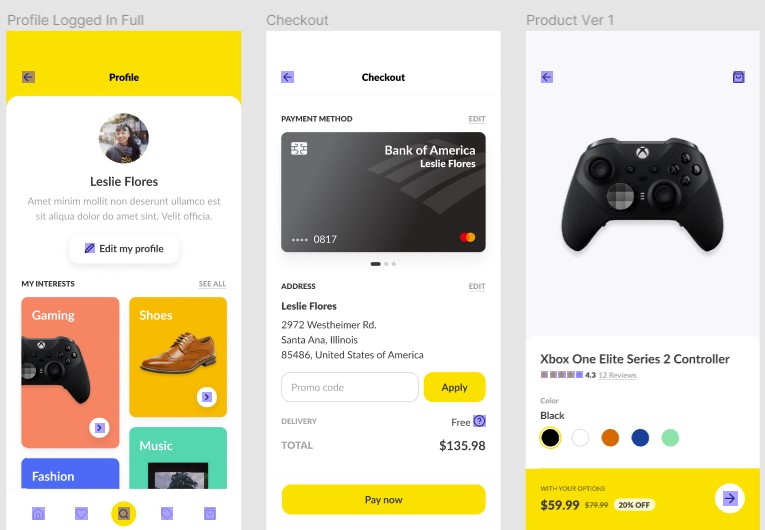 Profile Logged In Full
Profile
Leslie Flores
Amet minim mollit non deserunt ullamco est
sit aliqua dolor do amet sint. Velit officia.
Edit my profile
MY INTERESTS
SEE ALL
Gaming
Shoes
Music
Fashion
Checkout
Checkout
PAYMENT METHOD
EDIT
Bank of America
Leslie Flores
•••• 0817
ADDRESS
EDIT
Leslie Flores
2972 Westheimer Rd.
Santa Ana, Illinois
85486, United States of America
Promo code
Apply
DELIVERY
Free
TOTAL
$135.98
Pay now
Product Ver 1
Xbox One Elite Series 2 Controller
4.3 12 Reviews
Color
Black
WITH YOUR OPTIONS
$59.99 $79.99 20% OFF